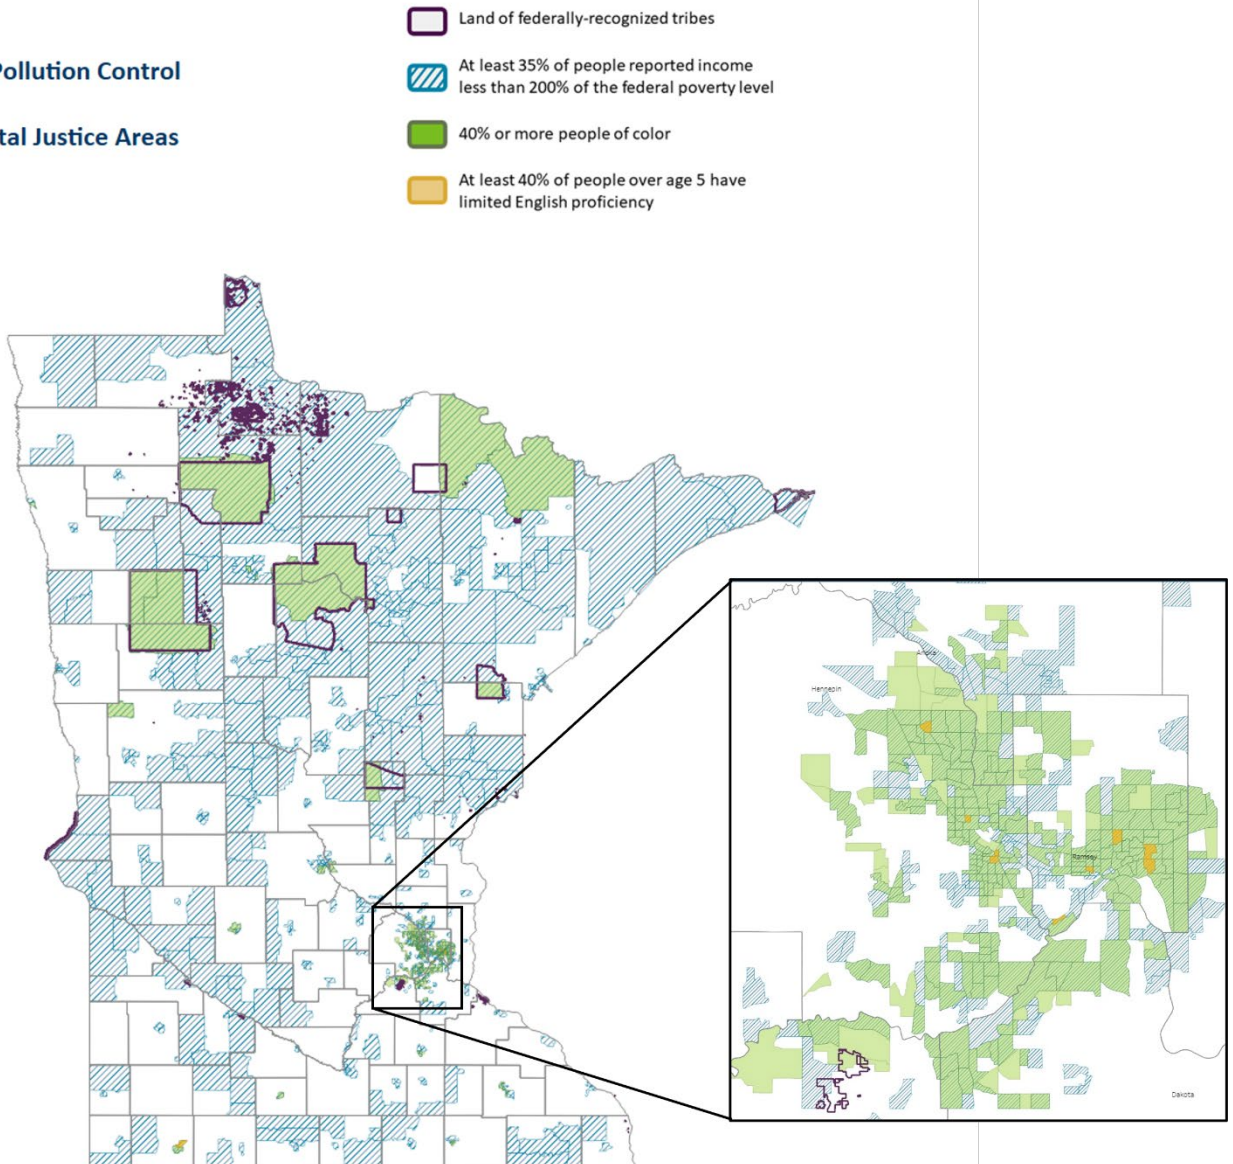 Land of federally-recognized tribes
Pollution Control
At least 35% of people reported income
less than 200% of the federal poverty level
tal Justice Areas
40% or more people of color
At least 40% of people over age 5 have
limited English proficiency
Anoka
Hennepin
Ramsey
Dakota